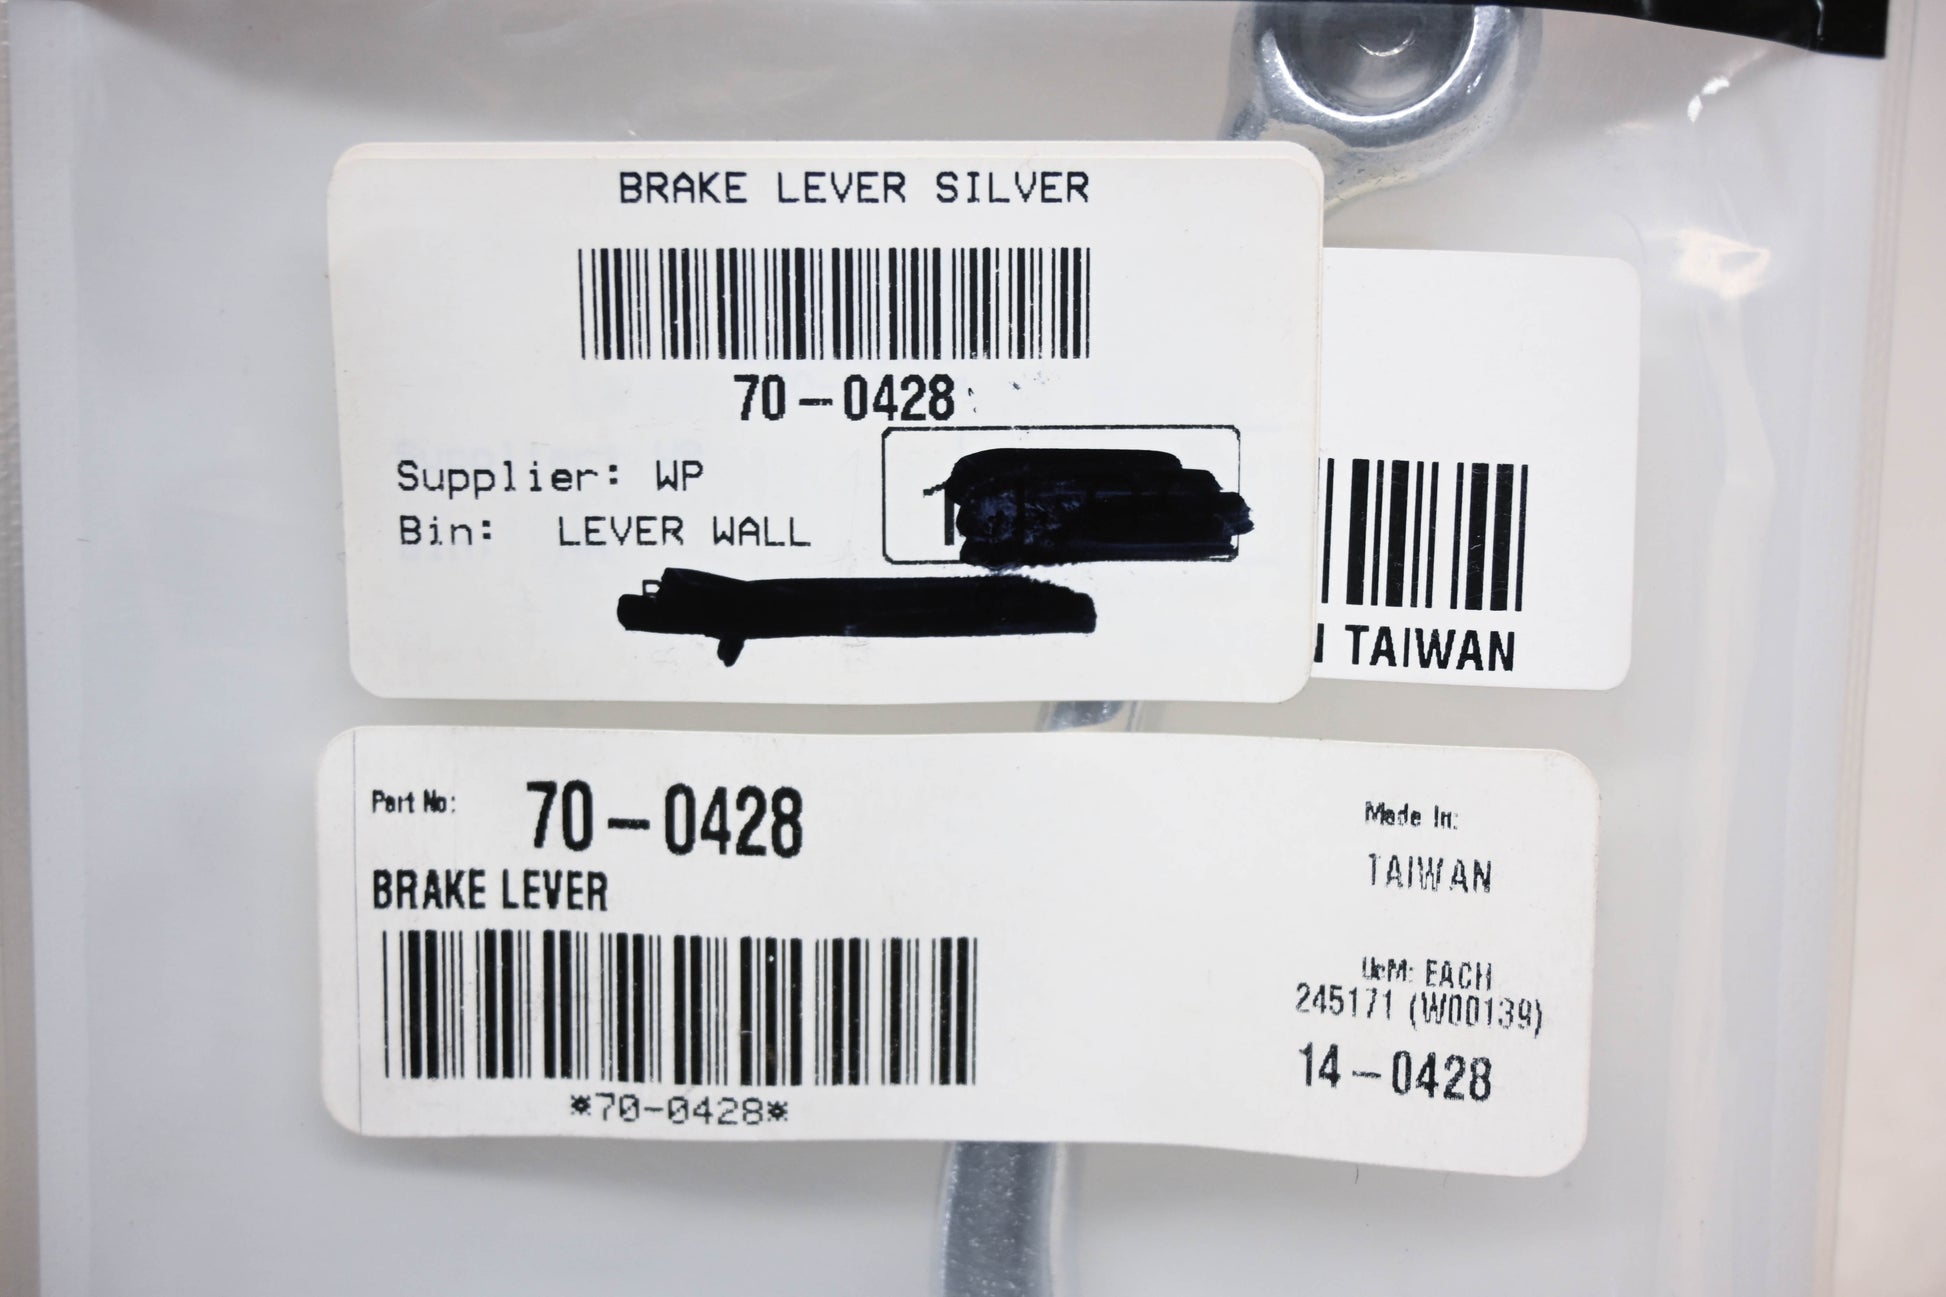 BRAKE LEVER SILVER
70-0428
Supplier: WP
Bin: LEVER WALL
TAIWAN
Part No: 70-0428
BRAKE LEVER
*70-0428*
Made In:
TAIWAN
UoM: EACH
245171 (W00139)
14-0428